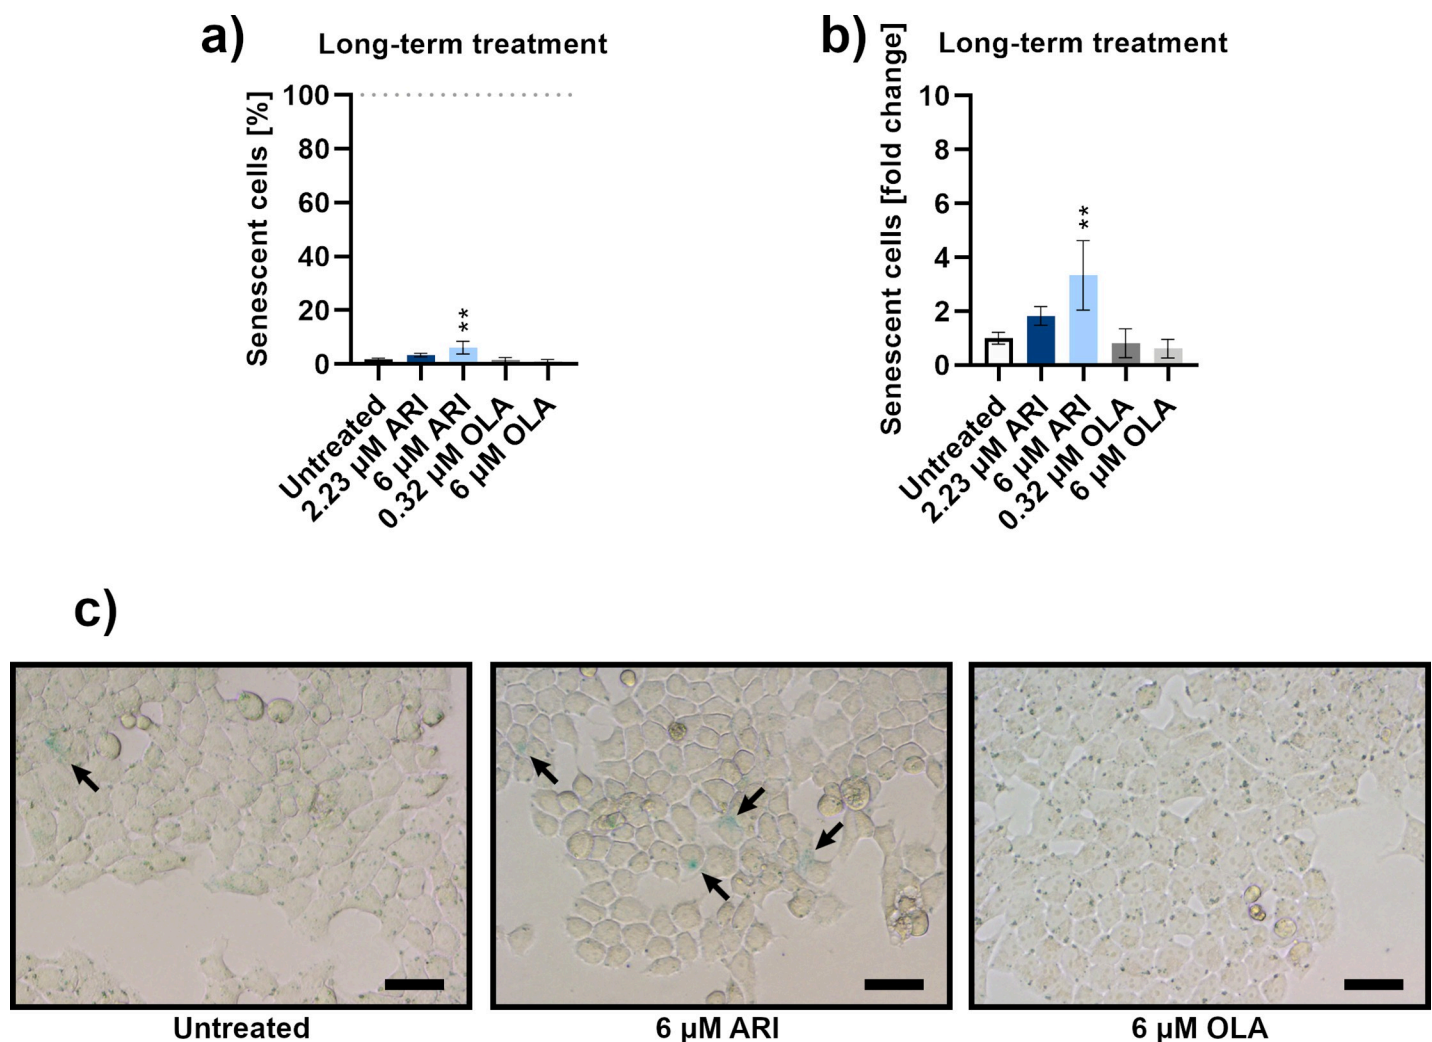 a)
Long-term treatment
Senescent cells [%]
100
80
60
40
20
0
**
Untreated
2.23 µM ARI
6 µM ARI
0.32 µM OLA
6 µM OLA
b)
Long-term treatment
Senescent cells [fold change]
10
8
6
4
2
0
**
Untreated
2.23 µM ARI
6 µM ARI
0.32 µM OLA
6 µM OLA
c)
Untreated
6 µM ARI
6 µM OLA